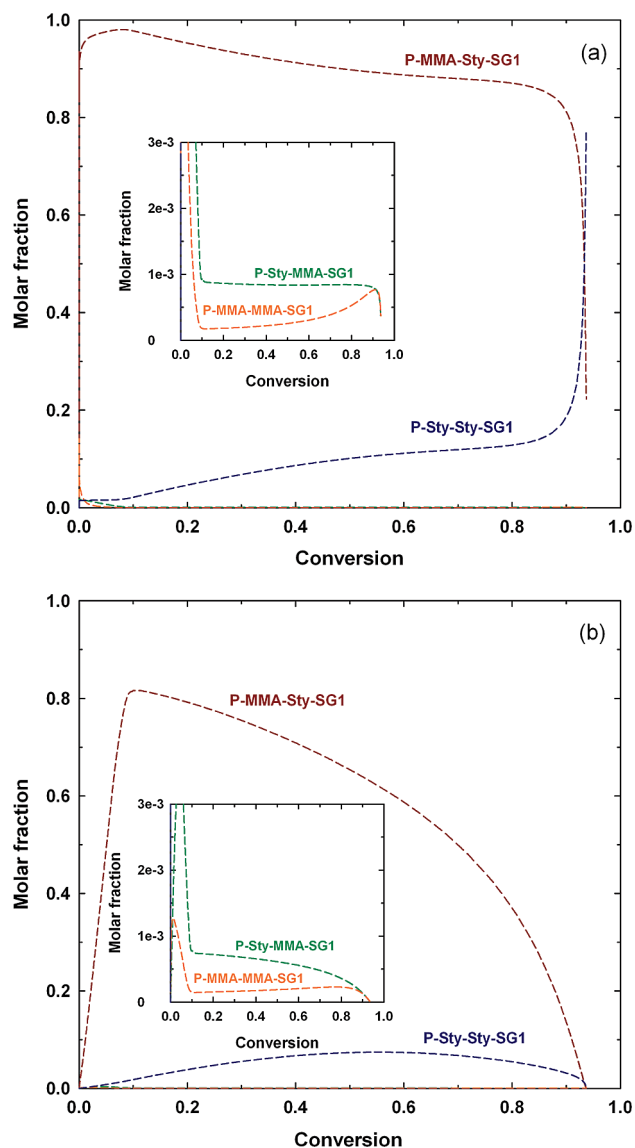 1.0
(a)
P-MMA-Sty-SG1
0.8
3e-3
2e-3
Molar fraction
P-Sty-MMA-SG1
1e-3
P-MMA-MMA-SG1
0
0.0 0.2 0.4 0.6 0.8 1.0
Conversion
0.6
Molar fraction
0.4
0.2
P-Sty-Sty-SG1
0.0
0.0 0.2 0.4 0.6 0.8 1.0
Conversion
1.0
(b)
0.8
P-MMA-Sty-SG1
0.6
Molar fraction
3e-3
2e-3
Molar fraction
P-Sty-MMA-SG1
1e-3
P-MMA-MMA-SG1
0
0.0 0.2 0.4 0.6 0.8 1.0
Conversion
0.4
0.2
P-Sty-Sty-SG1
0.0
0.0 0.2 0.4 0.6 0.8 1.0
Conversion